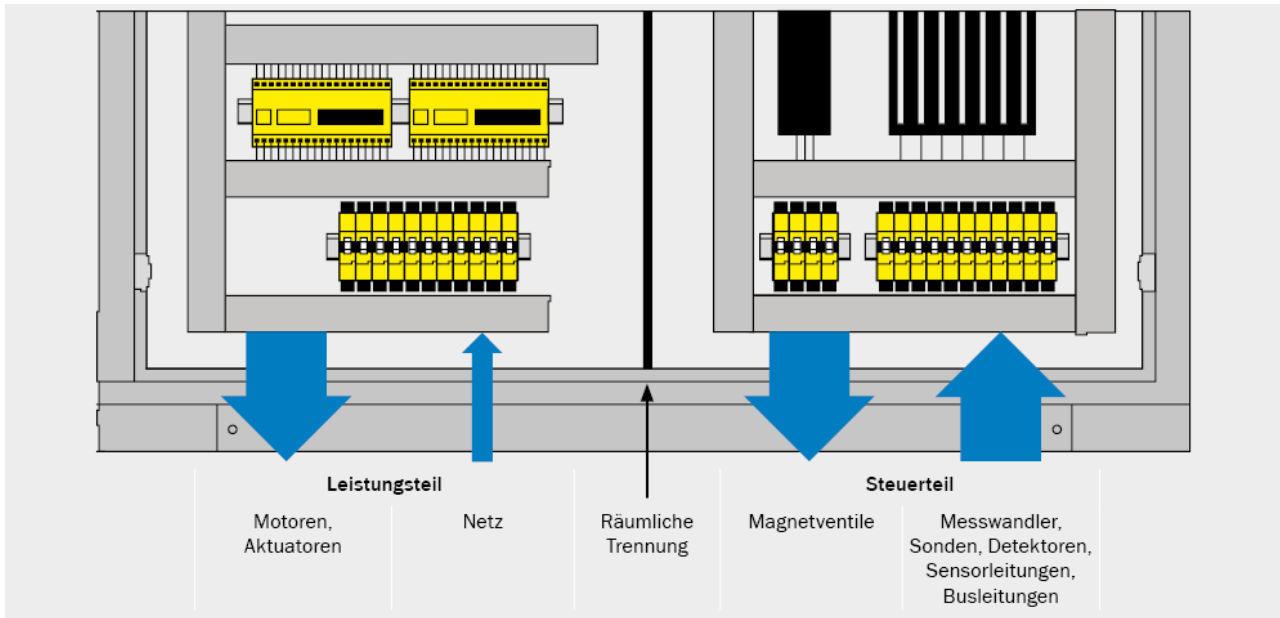 Leistungsteil
Steuerteil
Motoren,
Aktuatoren
Netz
Räumliche
Trennung
Magnetventile
Messwandler,
Sonden, Detektoren,
Sensorleitungen,
Busleitungen